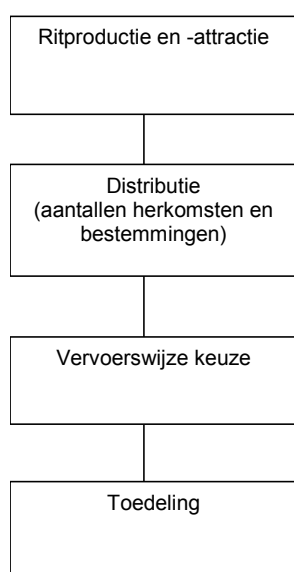 Ritproductie en -attractie
Distributie
(aantallen herkomsten en
bestemmingen)
Vervoerswijze keuze
Toedeling